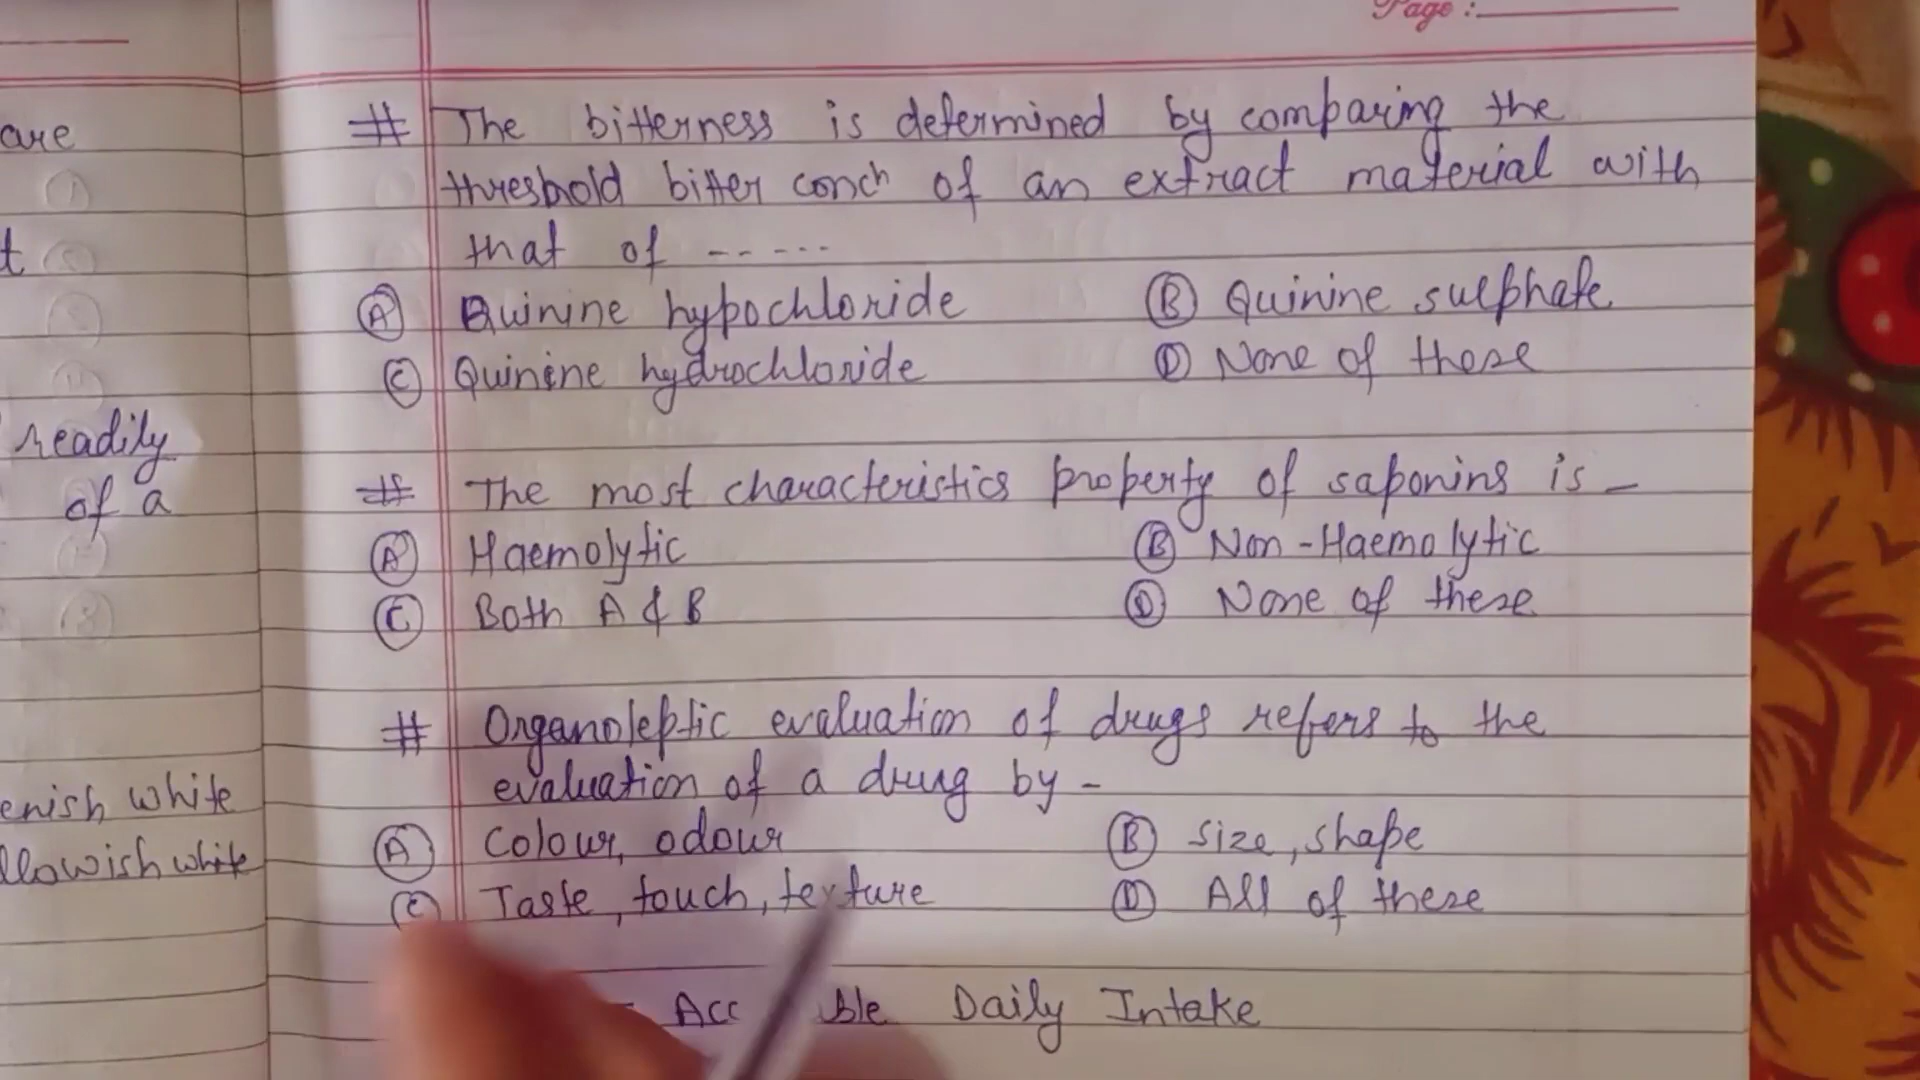 Page :
are
t
readily
of a
enish white
llowish white
# The bitterness is determined by comparing the
threshold bitter conc^n of an extract material with
that of -----
(A) Quinine hypochloride (B) Quinine sulphate
(C) Quinine hydrochloride (D) None of those
# The most characteristics property of saponins is -
(A) Haemolytic (B) Non-Haemolytic
(C) Both A & B (D) None of these
# Organoleptic evaluation of drugs refers to the
evaluation of a drug by -
(A) Colour, odour (B) size, shape
(C) Taste, touch, texture (D) All of these
Daily Intake